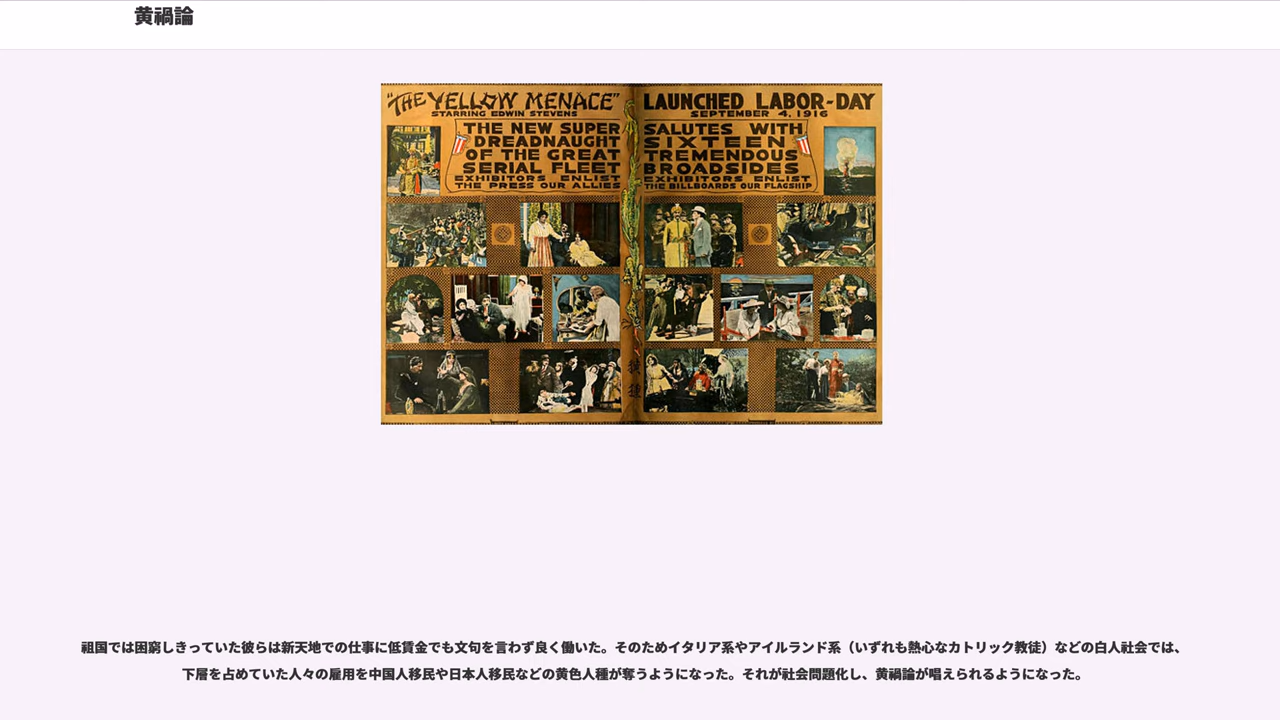 黄禍論
"THE YELLOW MENACE"
STARRING EDWIN STEVENS
THE NEW SUPER
DREADNAUGHT
OF THE GREAT
SERIAL FLEET
EXHIBITORS ENLIST
THE PRESS OUR ALLIES
LAUNCHED LABOR-DAY
SEPTEMBER 4, 1916
SALUTES WITH
SIXTEEN
TREMENDOUS
BROADSIDES
EXHIBITORS ENLIST
THE BILLBOARDS OUR FLAGSHIP
祖国では困窮しきっていた彼らは新天地での仕事に低賃金でも文句を言わず良く働いた。そのためイタリア系やアイルランド系（いずれも熱心なカトリック教徒）などの白人社会では、
下層を占めていた人々の雇用を中国人移民や日本人移民などの黄色人種が奪うようになった。それが社会問題化し、黄禍論が唱えられるようになった。